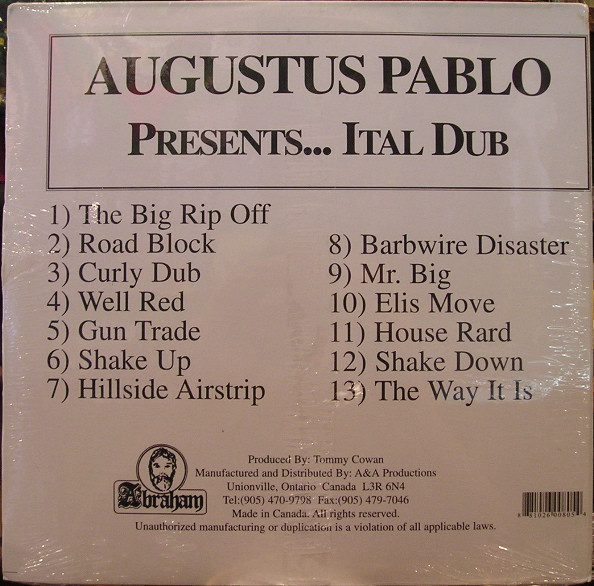 AUGUSTUS PABLO
PRESENTS... ITAL DUB
1) The Big Rip Off
2) Road Block
3) Curly Dub
4) Well Red
5) Gun Trade
6) Shake Up
7) Hillside Airstrip
8) Barbwire Disaster
9) Mr. Big
10) Elis Move
11) House Rard
12) Shake Down
13) The Way It Is
Abraham
Produced By: Tommy Cowan
Manufactured and Distributed By: A&A Productions
Unionville, Ontario Canada L3R 6N4
Tel:(905) 470-9798 Fax:(905) 479-7046
Made in Canada. All rights reserved.
Unauthorized manufacturing or duplication is a violation of all applicable laws.